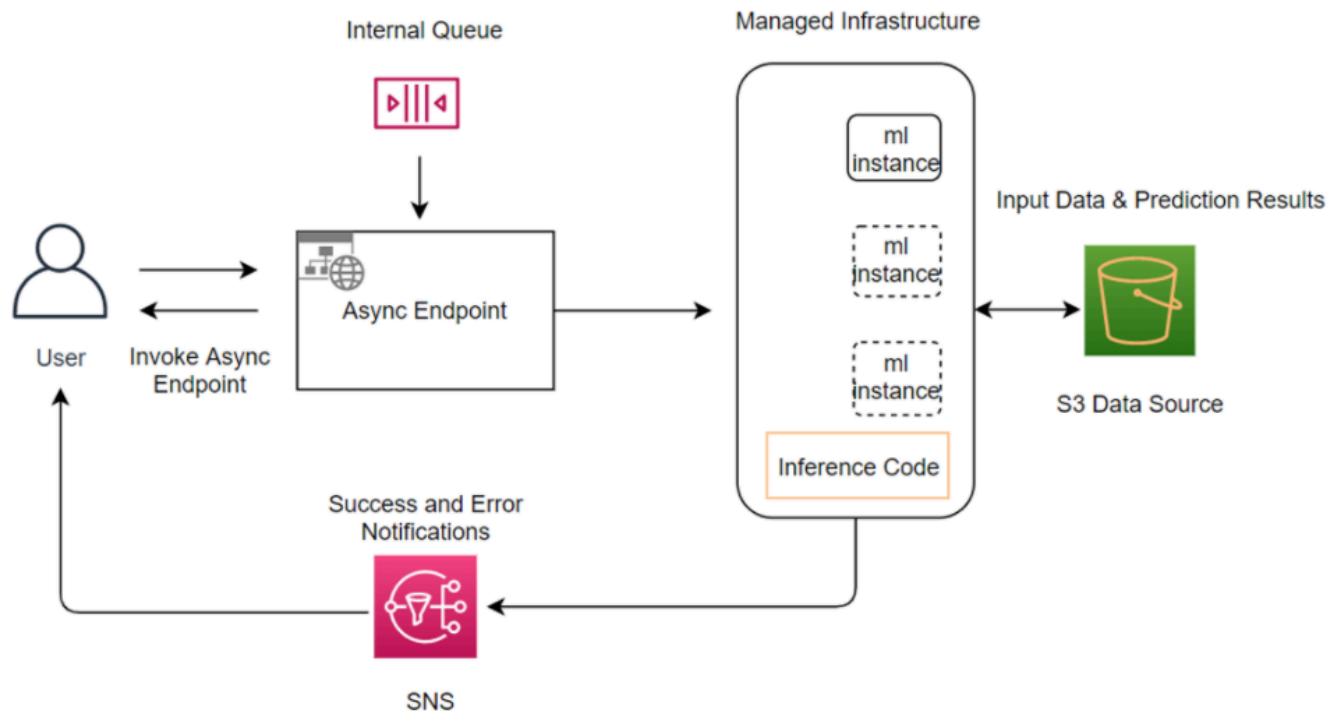 Internal Queue
Managed Infrastructure
ml
instance
Input Data & Prediction Results
ml
instance
Async Endpoint
User
Invoke Async
Endpoint
ml
instance
S3 Data Source
Inference Code
Success and Error
Notifications
SNS